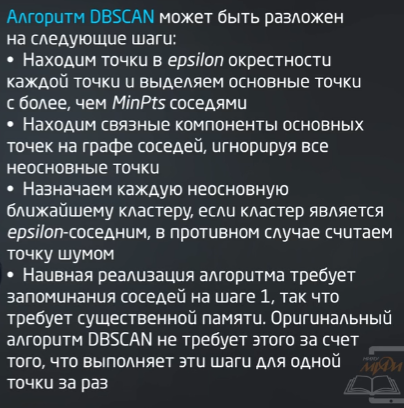 Алгоритм DBSCAN может быть разложен
на следующие шаги:
• Находим точки в epsilon окрестности
каждой точки и выделяем основные точки
с более, чем MinPts соседями
• Находим связные компоненты основных
точек на графе соседей, игнорируя все
неосновные точки
• Назначаем каждую неосновную
ближайшему кластеру, если кластер является
epsilon-соседним, в противном случае считаем
точку шумом
• Наивная реализация алгоритма требует
запоминания соседей на шаге 1, так что
требует существенной памяти. Оригинальный
алгоритм DBSCAN не требует этого за счет
того, что выполняет эти шаги для одной
точки за раз